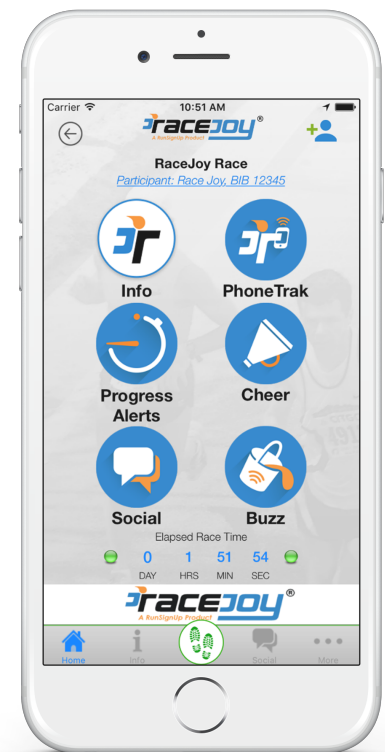 Carrier 10:51 AM
racejoy®
A RunSignUp Product
RaceJoy Race
Participant: Race Joy, BIB 12345
Info PhoneTrak
Progress Alerts Cheer
Social Buzz
Elapsed Race Time
0 1 51 54
DAY HRS MIN SEC
racejoy®
A RunSignUp Product
Home Info Social More